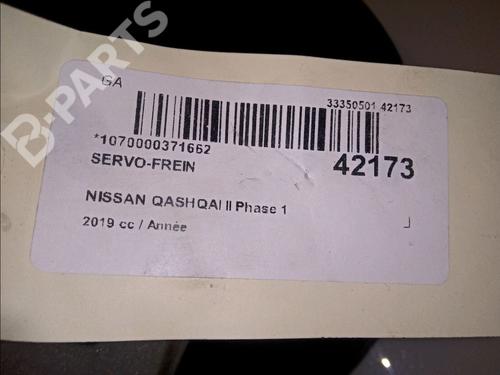 B-PARTS
GA
33350501 42173
*1070000371662
SERVO-FREIN
42173
NISSAN QASHQAI II Phase 1
2019 cc / Année